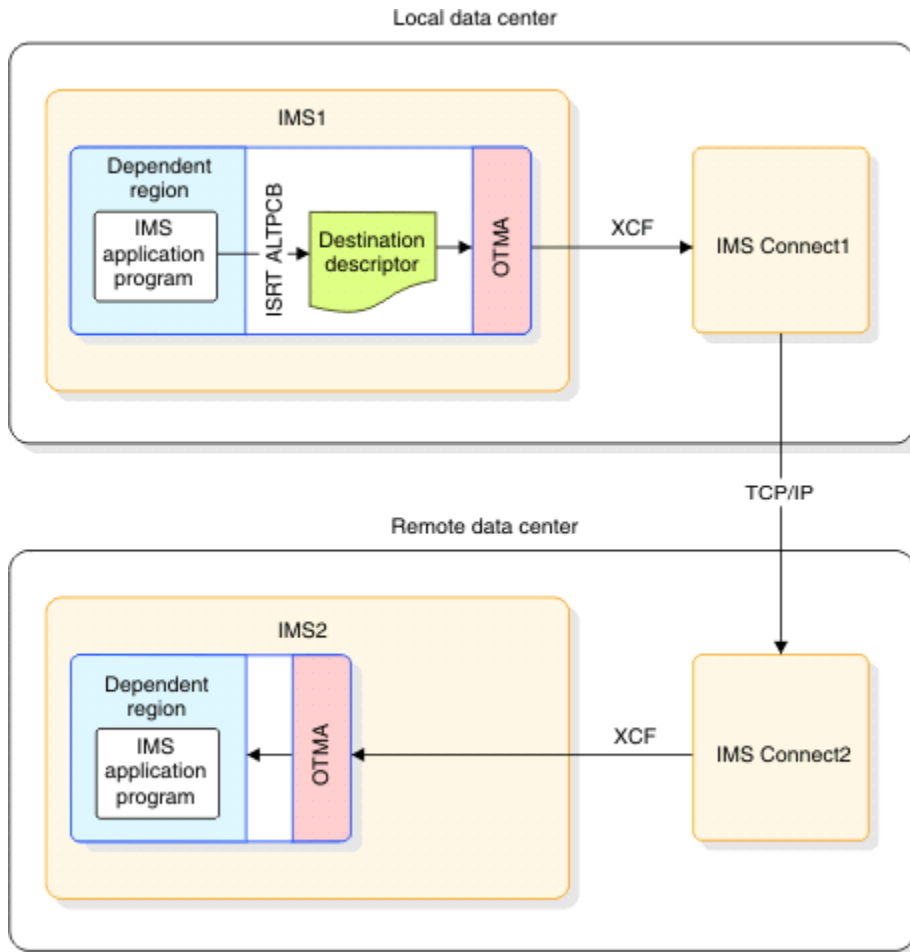 Local data center
IMS1
Dependent
region
IMS
application
program
ISRT ALTPCB
Destination
descriptor
OTMA
XCF
IMS Connect1
TCP/IP
Remote data center
IMS2
Dependent
region
IMS
application
program
OTMA
XCF
IMS Connect2